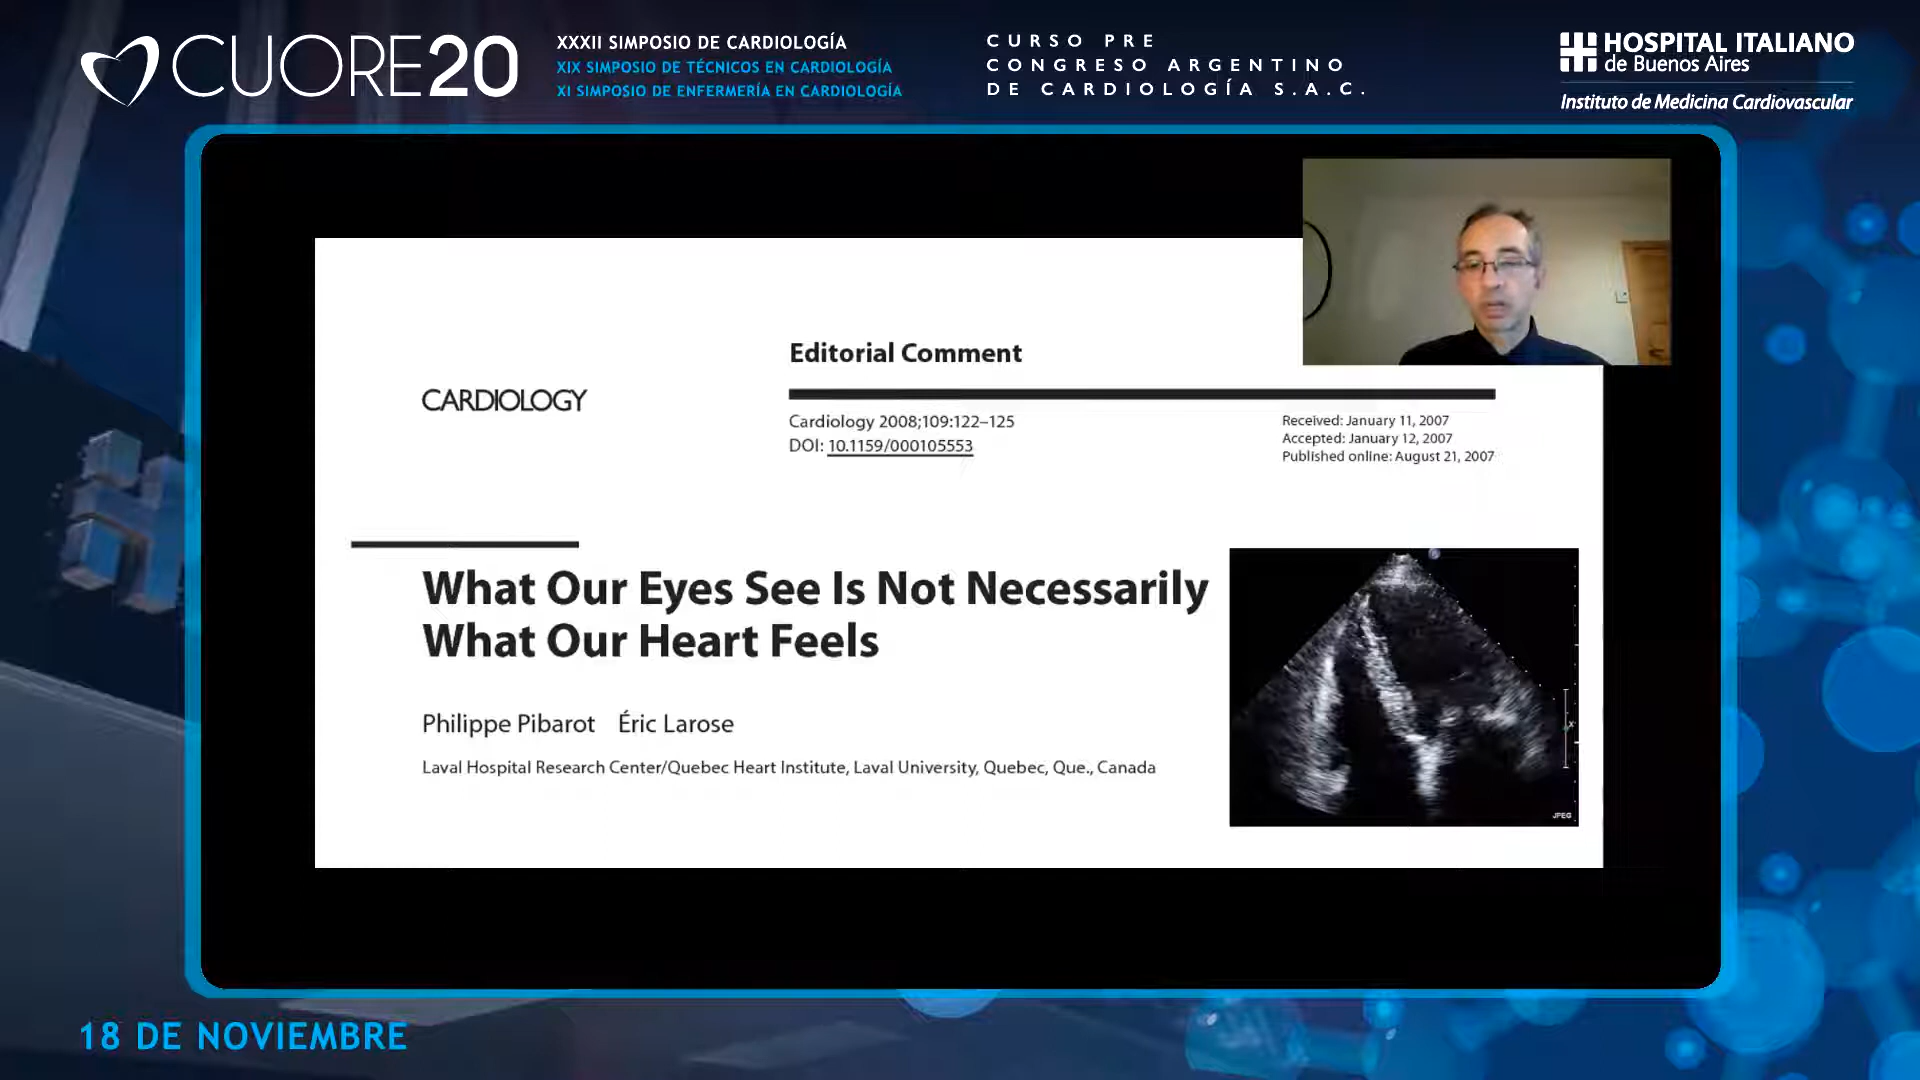 CUORE20
XXXII SIMPOSIO DE CARDIOLOGÍA
XIX SIMPOSIO DE TÉCNICOS EN CARDIOLOGÍA
XI SIMPOSIO DE ENFERMERÍA EN CARDIOLOGÍA
CURSO PRE
CONGRESO ARGENTINO
DE CARDIOLOGÍA S.A.C.
HOSPITAL ITALIANO
de Buenos Aires
Instituto de Medicina Cardiovascular
Editorial Comment
CARDIOLOGY
Cardiology 2008;109:122–125
DOI: 10.1159/000105553
Received: January 11, 2007
Accepted: January 12, 2007
Published online: August 21, 2007
What Our Eyes See Is Not Necessarily
What Our Heart Feels
Philippe Pibarot Éric Larose
Laval Hospital Research Center/Quebec Heart Institute, Laval University, Quebec, Que., Canada
X
JPEG
18 DE NOVIEMBRE